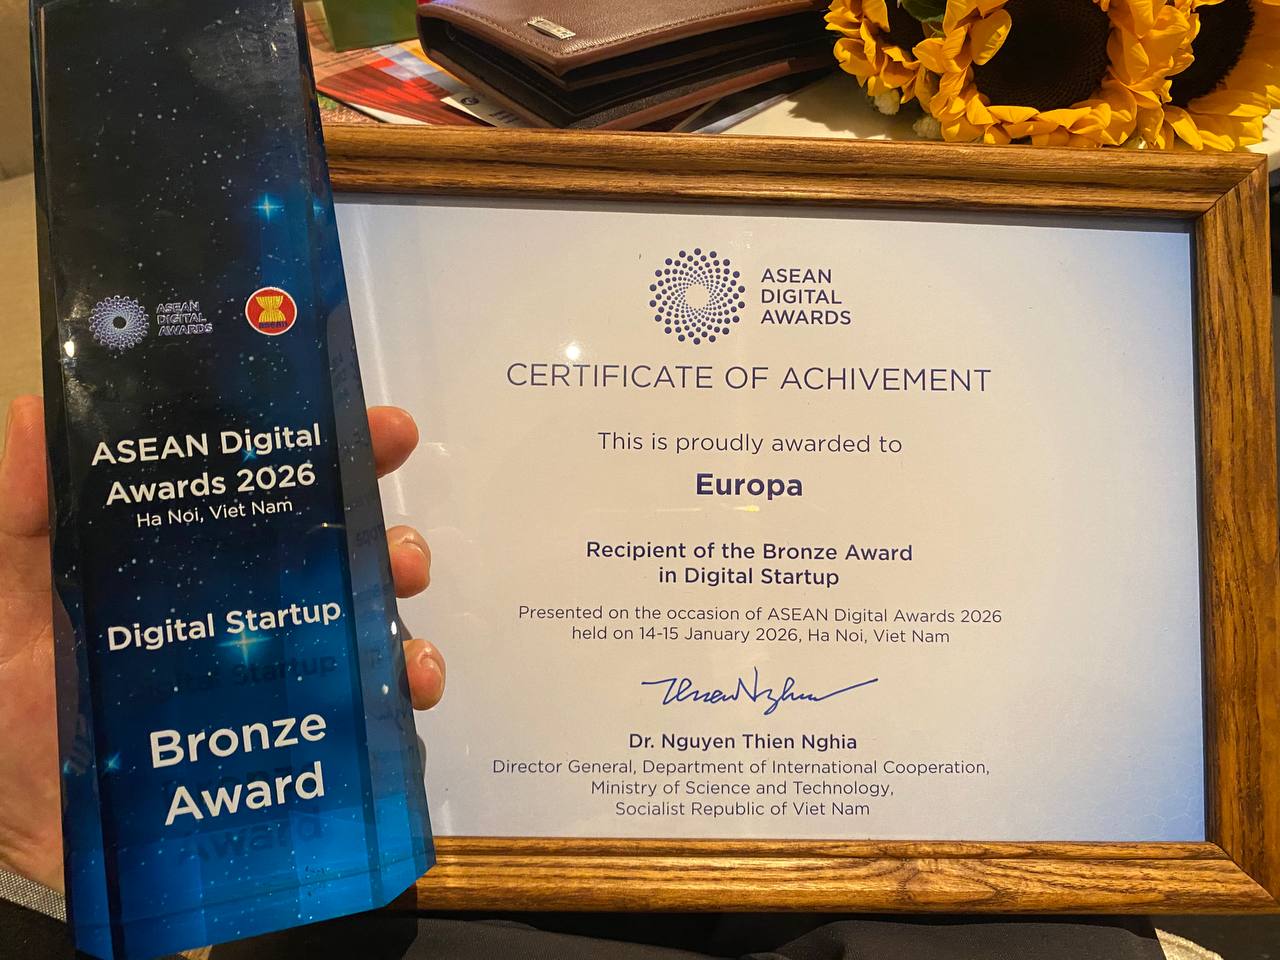 ASEAN
DIGITAL
AWARDS
asean
ASEAN Digital
Awards 2026
Ha Noi, Viet Nam
Digital Startup
Bronze
Award
ASEAN
DIGITAL
AWARDS
CERTIFICATE OF ACHIVEMENT
This is proudly awarded to
Europa
Recipient of the Bronze Award
in Digital Startup
Presented on the occasion of ASEAN Digital Awards 2026
held on 14-15 January 2026, Ha Noi, Viet Nam
Dr. Nguyen Thien Nghia
Director General, Department of International Cooperation,
Ministry of Science and Technology,
Socialist Republic of Viet Nam